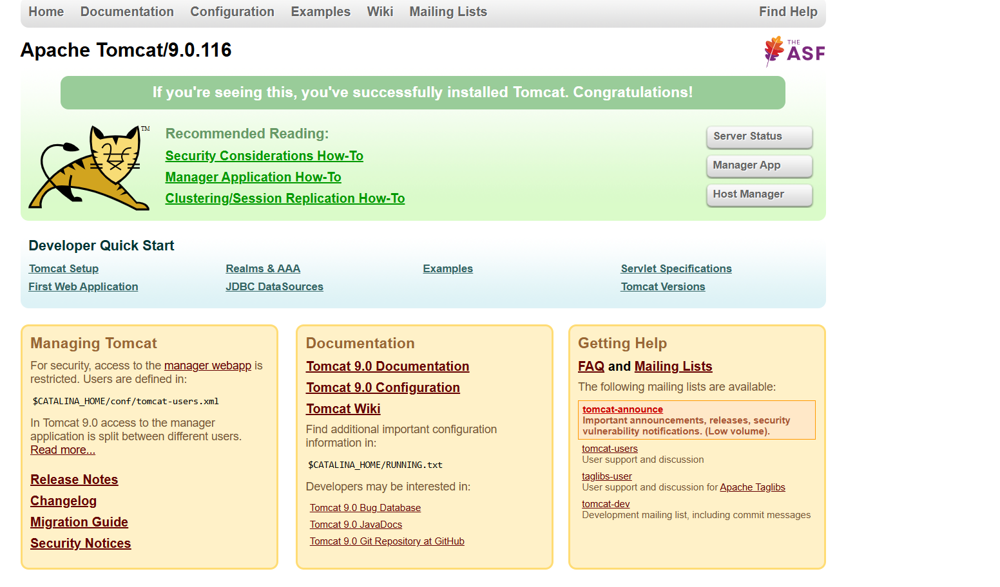 Home Documentation Configuration Examples Wiki Mailing Lists Find Help
Apache Tomcat/9.0.116
THE
ASF
If you're seeing this, you've successfully installed Tomcat. Congratulations!
TM
Recommended Reading:
Security Considerations How-To
Manager Application How-To
Clustering/Session Replication How-To
Server Status
Manager App
Host Manager
Developer Quick Start
Tomcat Setup
First Web Application
Realms & AAA
JDBC DataSources
Examples
Servlet Specifications
Tomcat Versions
Managing Tomcat
For security, access to the manager webapp is
restricted. Users are defined in:
$CATALINA_HOME/conf/tomcat-users.xml
In Tomcat 9.0 access to the manager
application is split between different users.
Read more...
Release Notes
Changelog
Migration Guide
Security Notices
Documentation
Tomcat 9.0 Documentation
Tomcat 9.0 Configuration
Tomcat Wiki
Find additional important configuration
information in:
$CATALINA_HOME/RUNNING.txt
Developers may be interested in:
Tomcat 9.0 Bug Database
Tomcat 9.0 JavaDocs
Tomcat 9.0 Git Repository at GitHub
Getting Help
FAQ and Mailing Lists
The following mailing lists are available:
tomcat-announce
Important announcements, releases, security
vulnerability notifications. (Low volume).
tomcat-users
User support and discussion
taglibs-user
User support and discussion for Apache Taglibs
tomcat-dev
Development mailing list, including commit messages